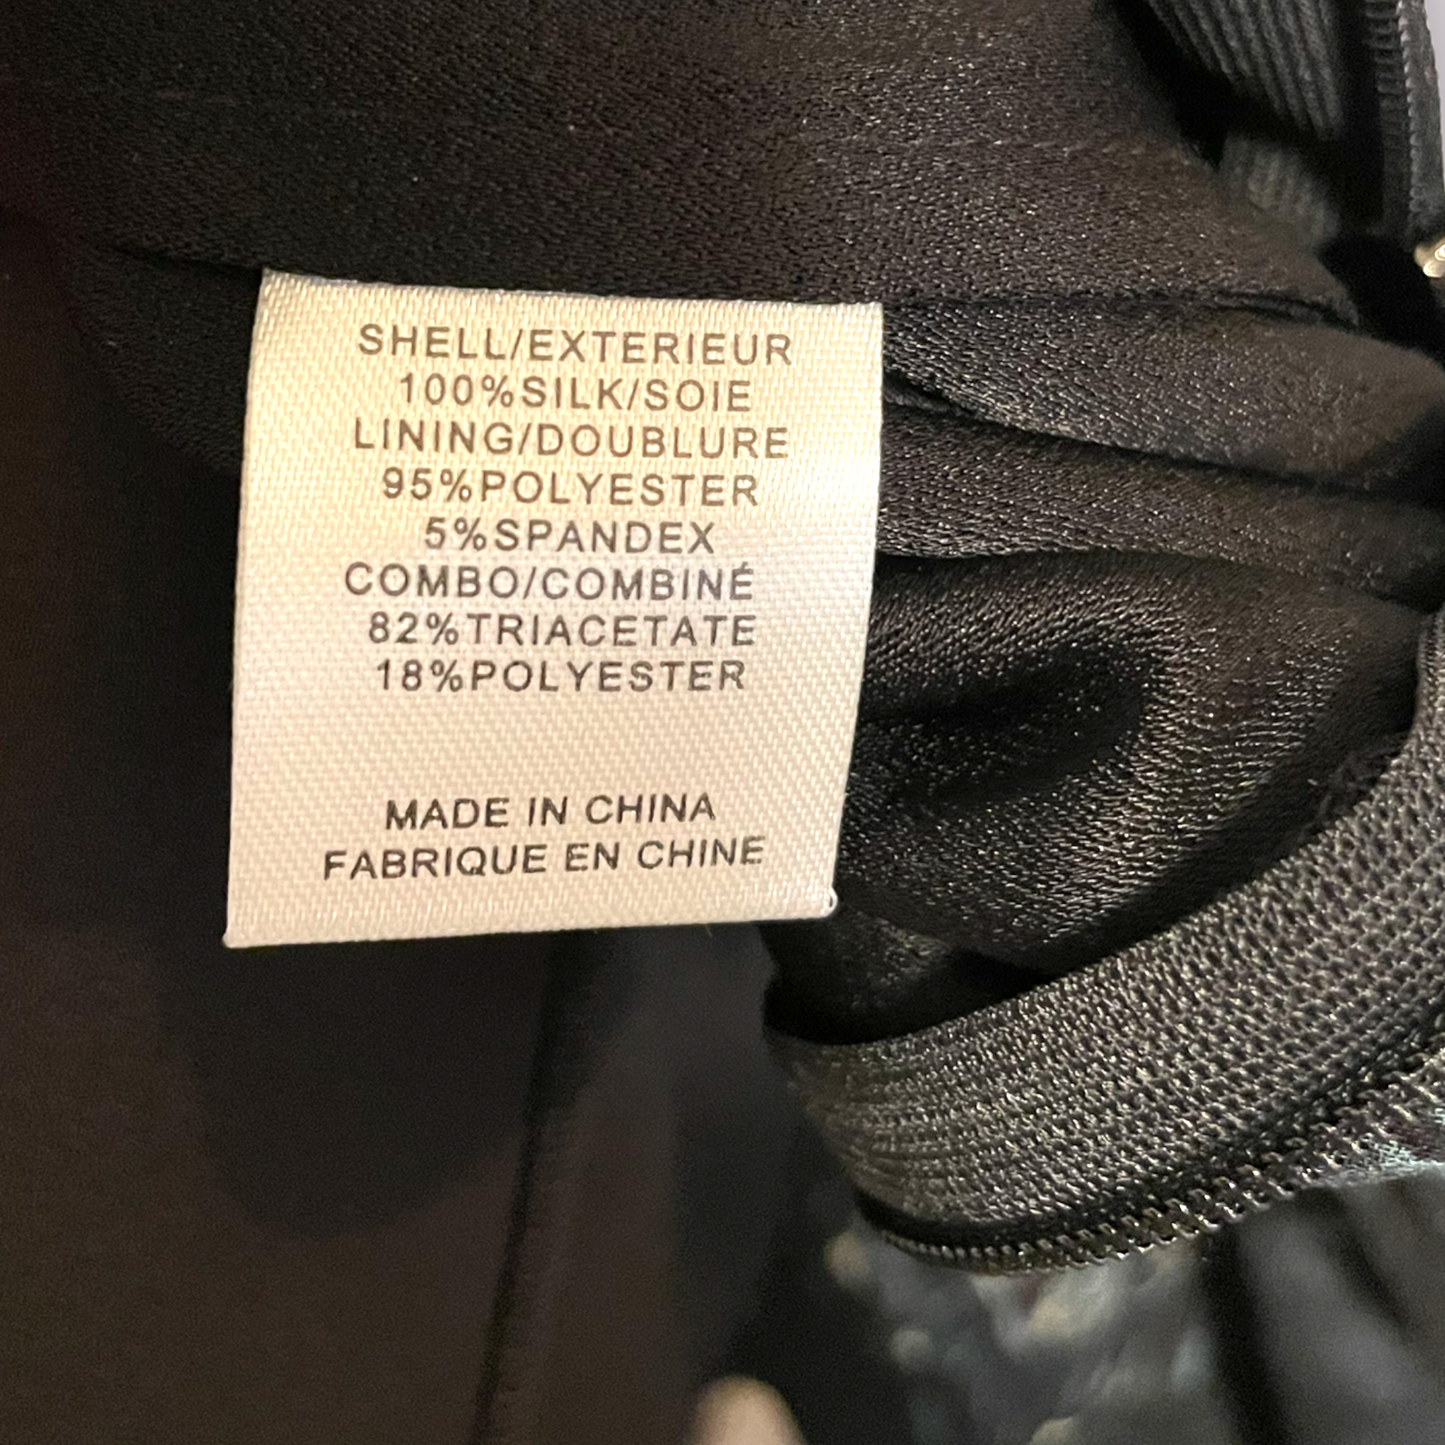 SHELL/EXTERIEUR
100%SILK/SOIE
LINING/DOUBLURE
95%POLYESTER
5%SPANDEX
COMBO/COMBINÉ
82%TRIACETATE
18%POLYESTER
MADE IN CHINA
FABRIQUE EN CHINE